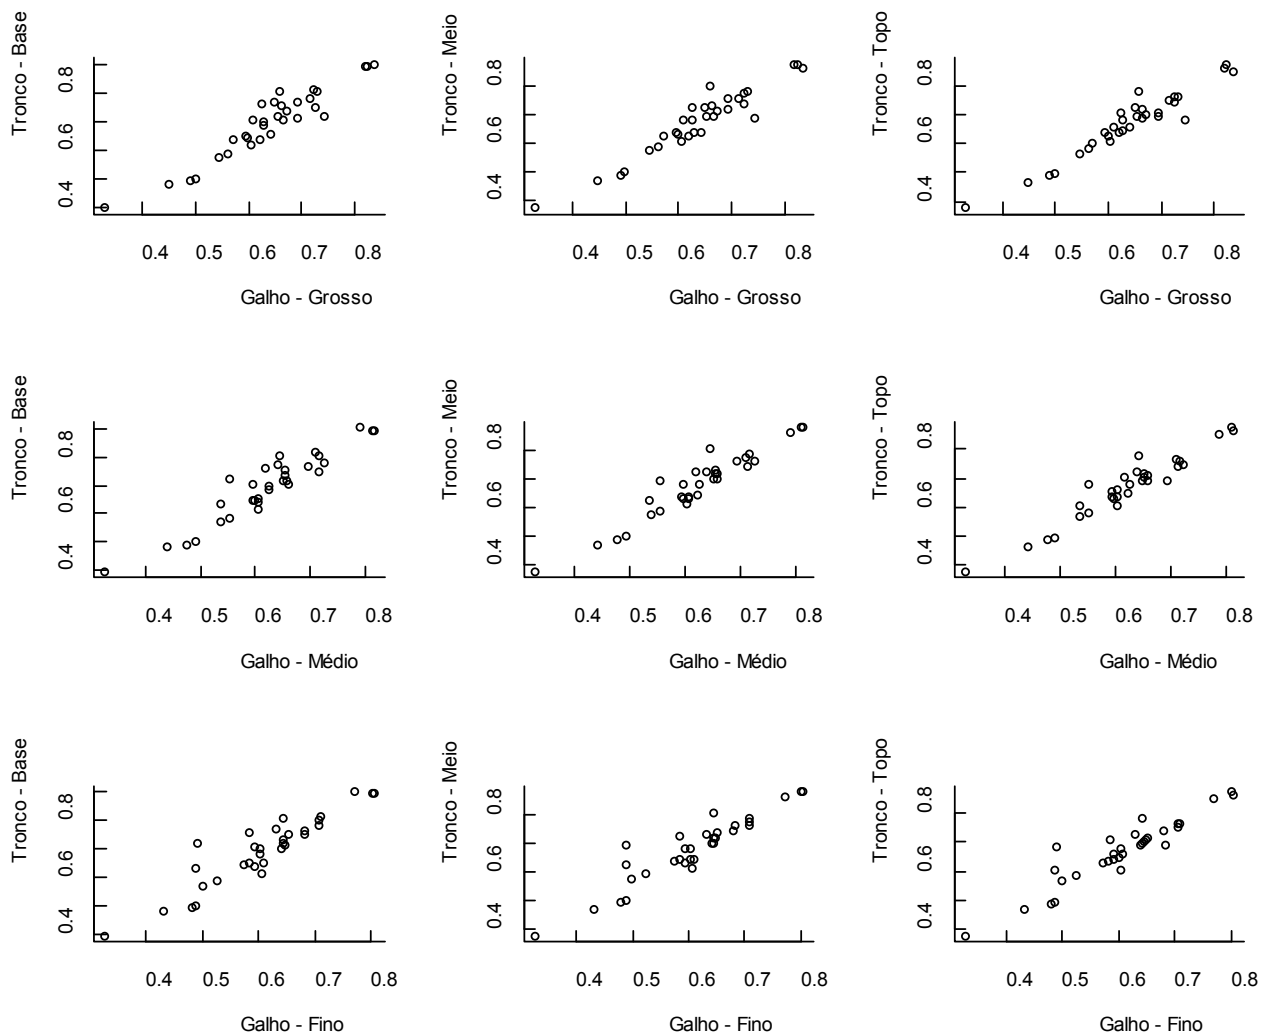 Tronco - Base
0.4 0.6 0.8
0.4 0.5 0.6 0.7 0.8
Galho - Grosso
Tronco - Meio
0.4 0.6 0.8
0.4 0.5 0.6 0.7 0.8
Galho - Grosso
Tronco - Topo
0.4 0.6 0.8
0.4 0.5 0.6 0.7 0.8
Galho - Grosso
Tronco - Base
0.4 0.6 0.8
0.4 0.5 0.6 0.7 0.8
Galho - Médio
Tronco - Meio
0.4 0.6 0.8
0.4 0.5 0.6 0.7 0.8
Galho - Médio
Tronco - Topo
0.4 0.6 0.8
0.4 0.5 0.6 0.7 0.8
Galho - Médio
Tronco - Base
0.4 0.6 0.8
0.4 0.5 0.6 0.7 0.8
Galho - Fino
Tronco - Meio
0.4 0.6 0.8
0.4 0.5 0.6 0.7 0.8
Galho - Fino
Tronco - Topo
0.4 0.6 0.8
0.4 0.5 0.6 0.7 0.8
Galho - Fino